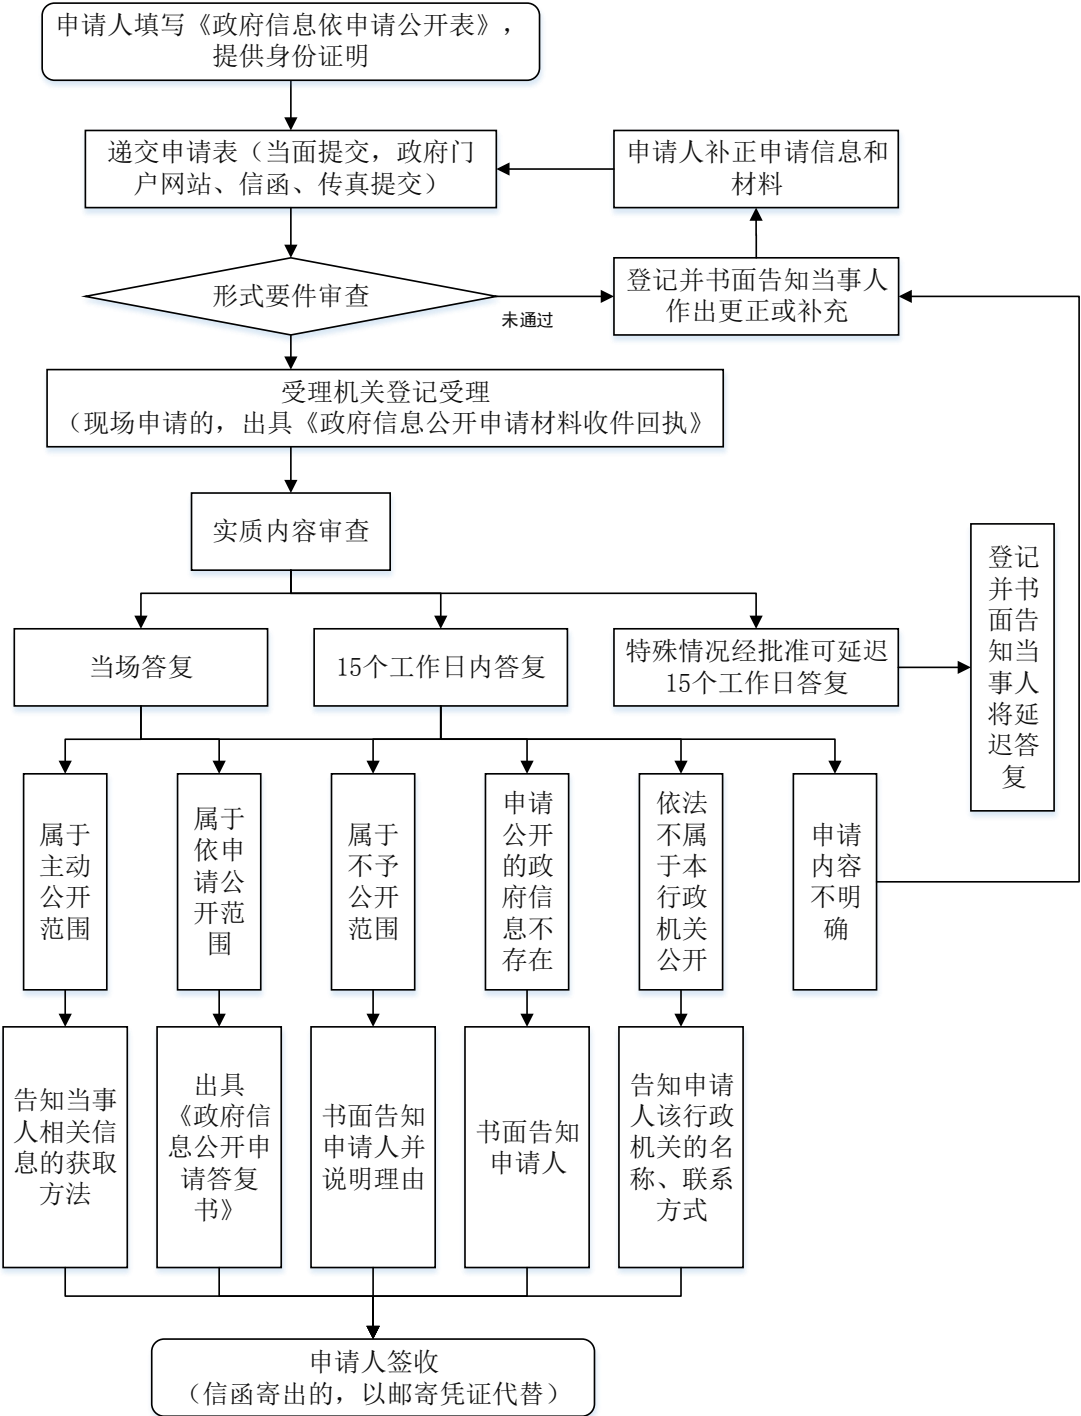 申请人填写《政府信息依申请公开表》，
提供身份证明
递交申请表（当面提交，政府门
户网站、信函、传真提交）
申请人补正申请信息和
材料
形式要件审查
未通过
登记并书面告知当事人
作出更正或补充
受理机关登记受理
（现场申请的，出具《政府信息公开申请材料收件回执》
实质内容审查
当场答复
15个工作日内答复
特殊情况经批准可延迟
15个工作日答复
登记
并书
面告
知当
事人
将延
迟答
复
属于
主动
公开
范围
属于
依申
请公
开范
围
属于
不予
公开
范围
申请
公开
的政
府信
息不
存在
依法
不属
于本
行政
机关
公开
申请
内容
不明
确
告知当事
人相关信
息的获取
方法
出具
《政府信
息公开申
请答复
书》
书面告知
申请人并
说明理由
书面告知
申请人
告知申请
人该行政
机关的名
称、联系
方式
申请人签收
（信函寄出的，以邮寄凭证代替）